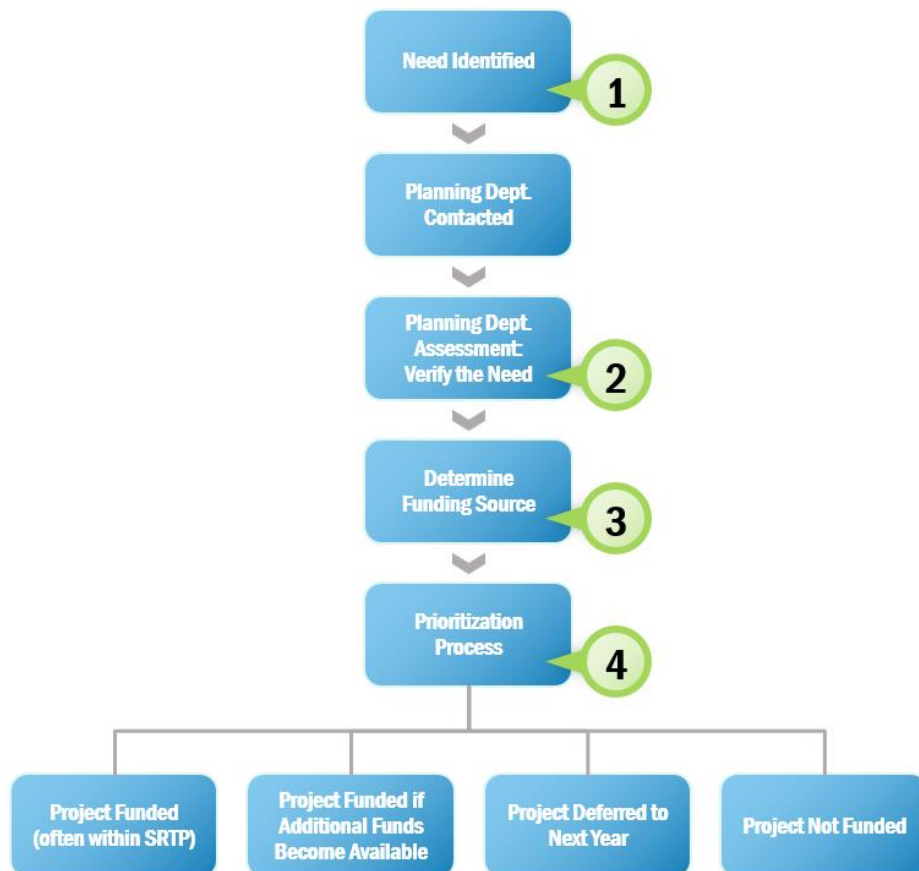 Need Identified
1
Planning Dept.
Contacted
Planning Dept.
Assessment:
Verify the Need
2
Determine
Funding Source
3
Prioritization
Process
4
Project Funded
(often within SRTP)
Project Funded if
Additional Funds
Become Available
Project Deferred to
Next Year
Project Not Funded